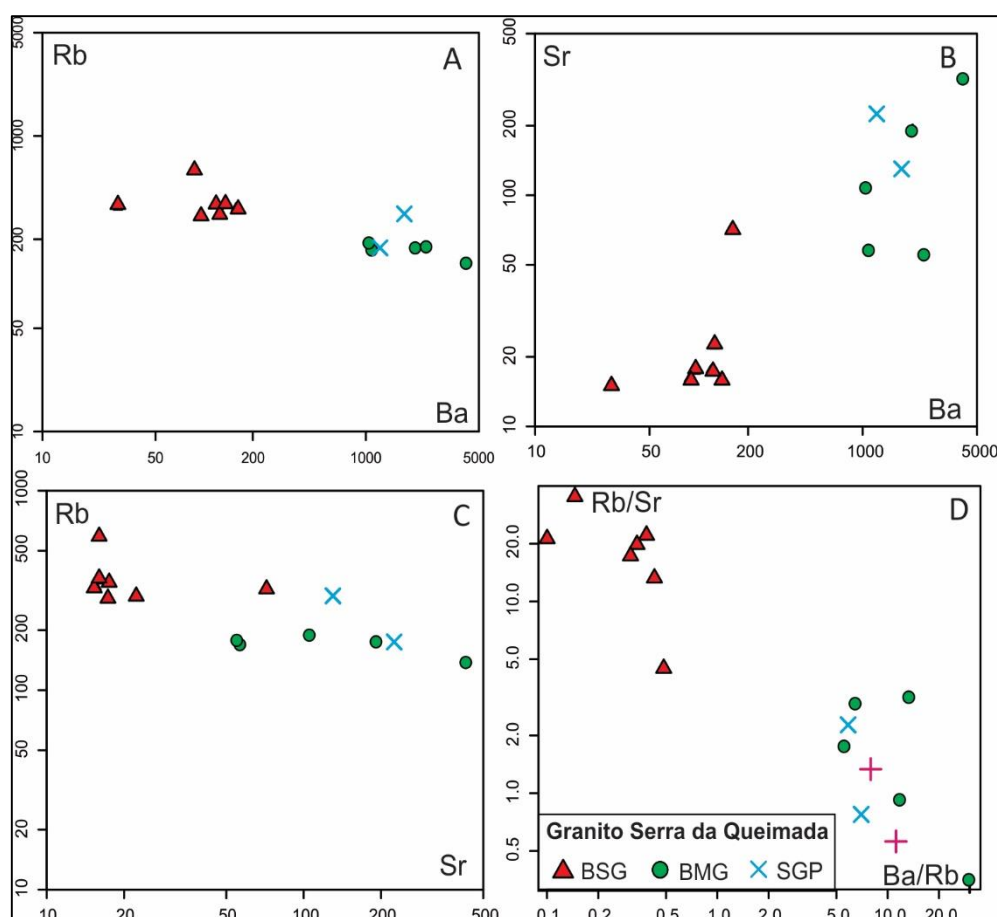 5000
Rb
A
1000
200
50
10
Ba
10 50 200 1000 5000
500
Sr
B
200
100
50
20
10
Ba
10 50 200 1000 5000
1000
Rb
C
500
200
100
50
20
10
Sr
10 20 50 100 200 500
Rb/Sr
D
20.0
10.0
5.0
2.0
1.0
0.5
Granito Serra da Queimada
BSG BMG SGP
Ba/Rb
0.1 0.2 0.5 1.0 2.0 5.0 10.0 20.0